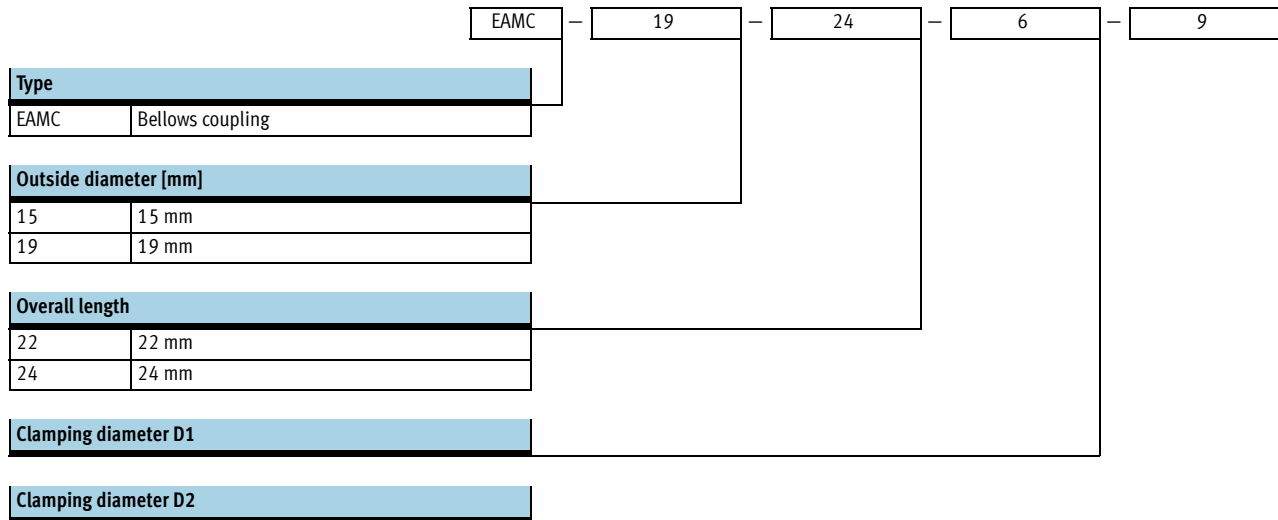 EAMC – 19 – 24 – 6 – 9
Type
EAMC Bellows coupling
Outside diameter [mm]
15 15 mm
19 19 mm
Overall length
22 22 mm
24 24 mm
Clamping diameter D1
Clamping diameter D2